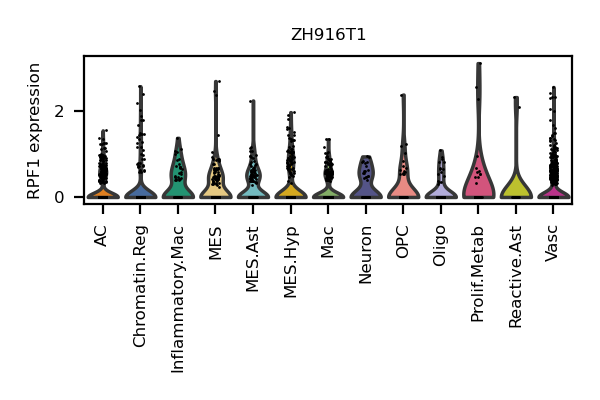 ZH916T1
RPF1 expression
2
0
AC
Chromatin.Reg
Inflammatory.Mac
MES
MES.Ast
MES.Hyp
Mac
Neuron
OPC
Oligo
Prolif.Metab
Reactive.Ast
Vasc